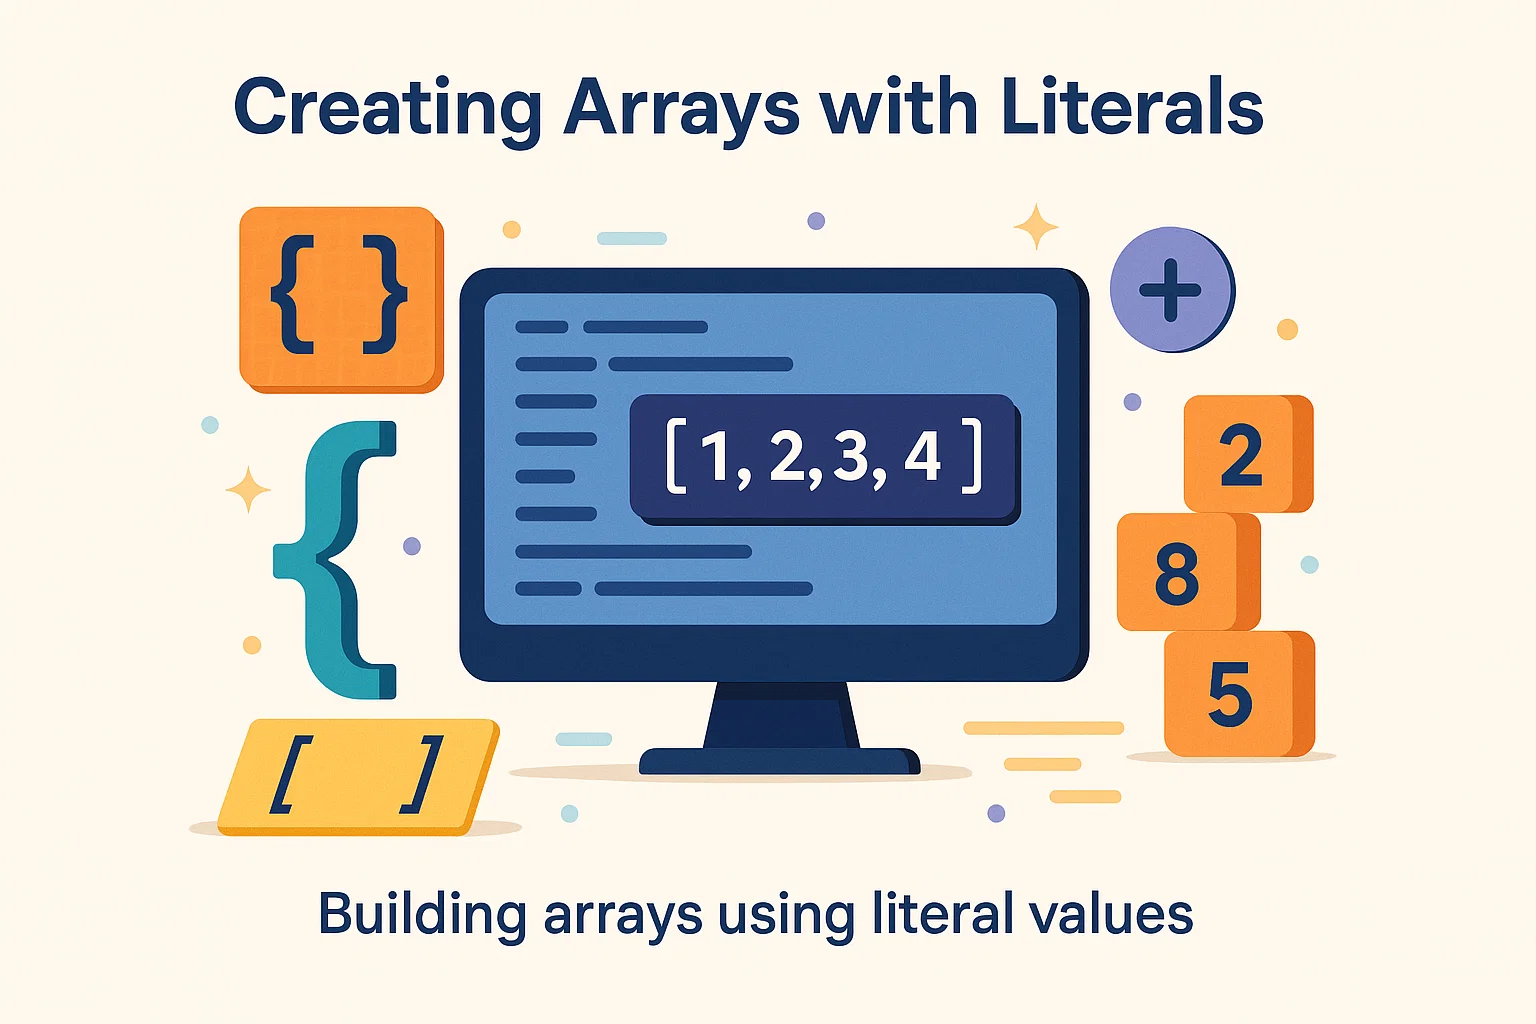 Creating Arrays with Literals
{ }
+
[1, 2, 3, 4]
2
{
8
5
[ ]
Building arrays using literal values